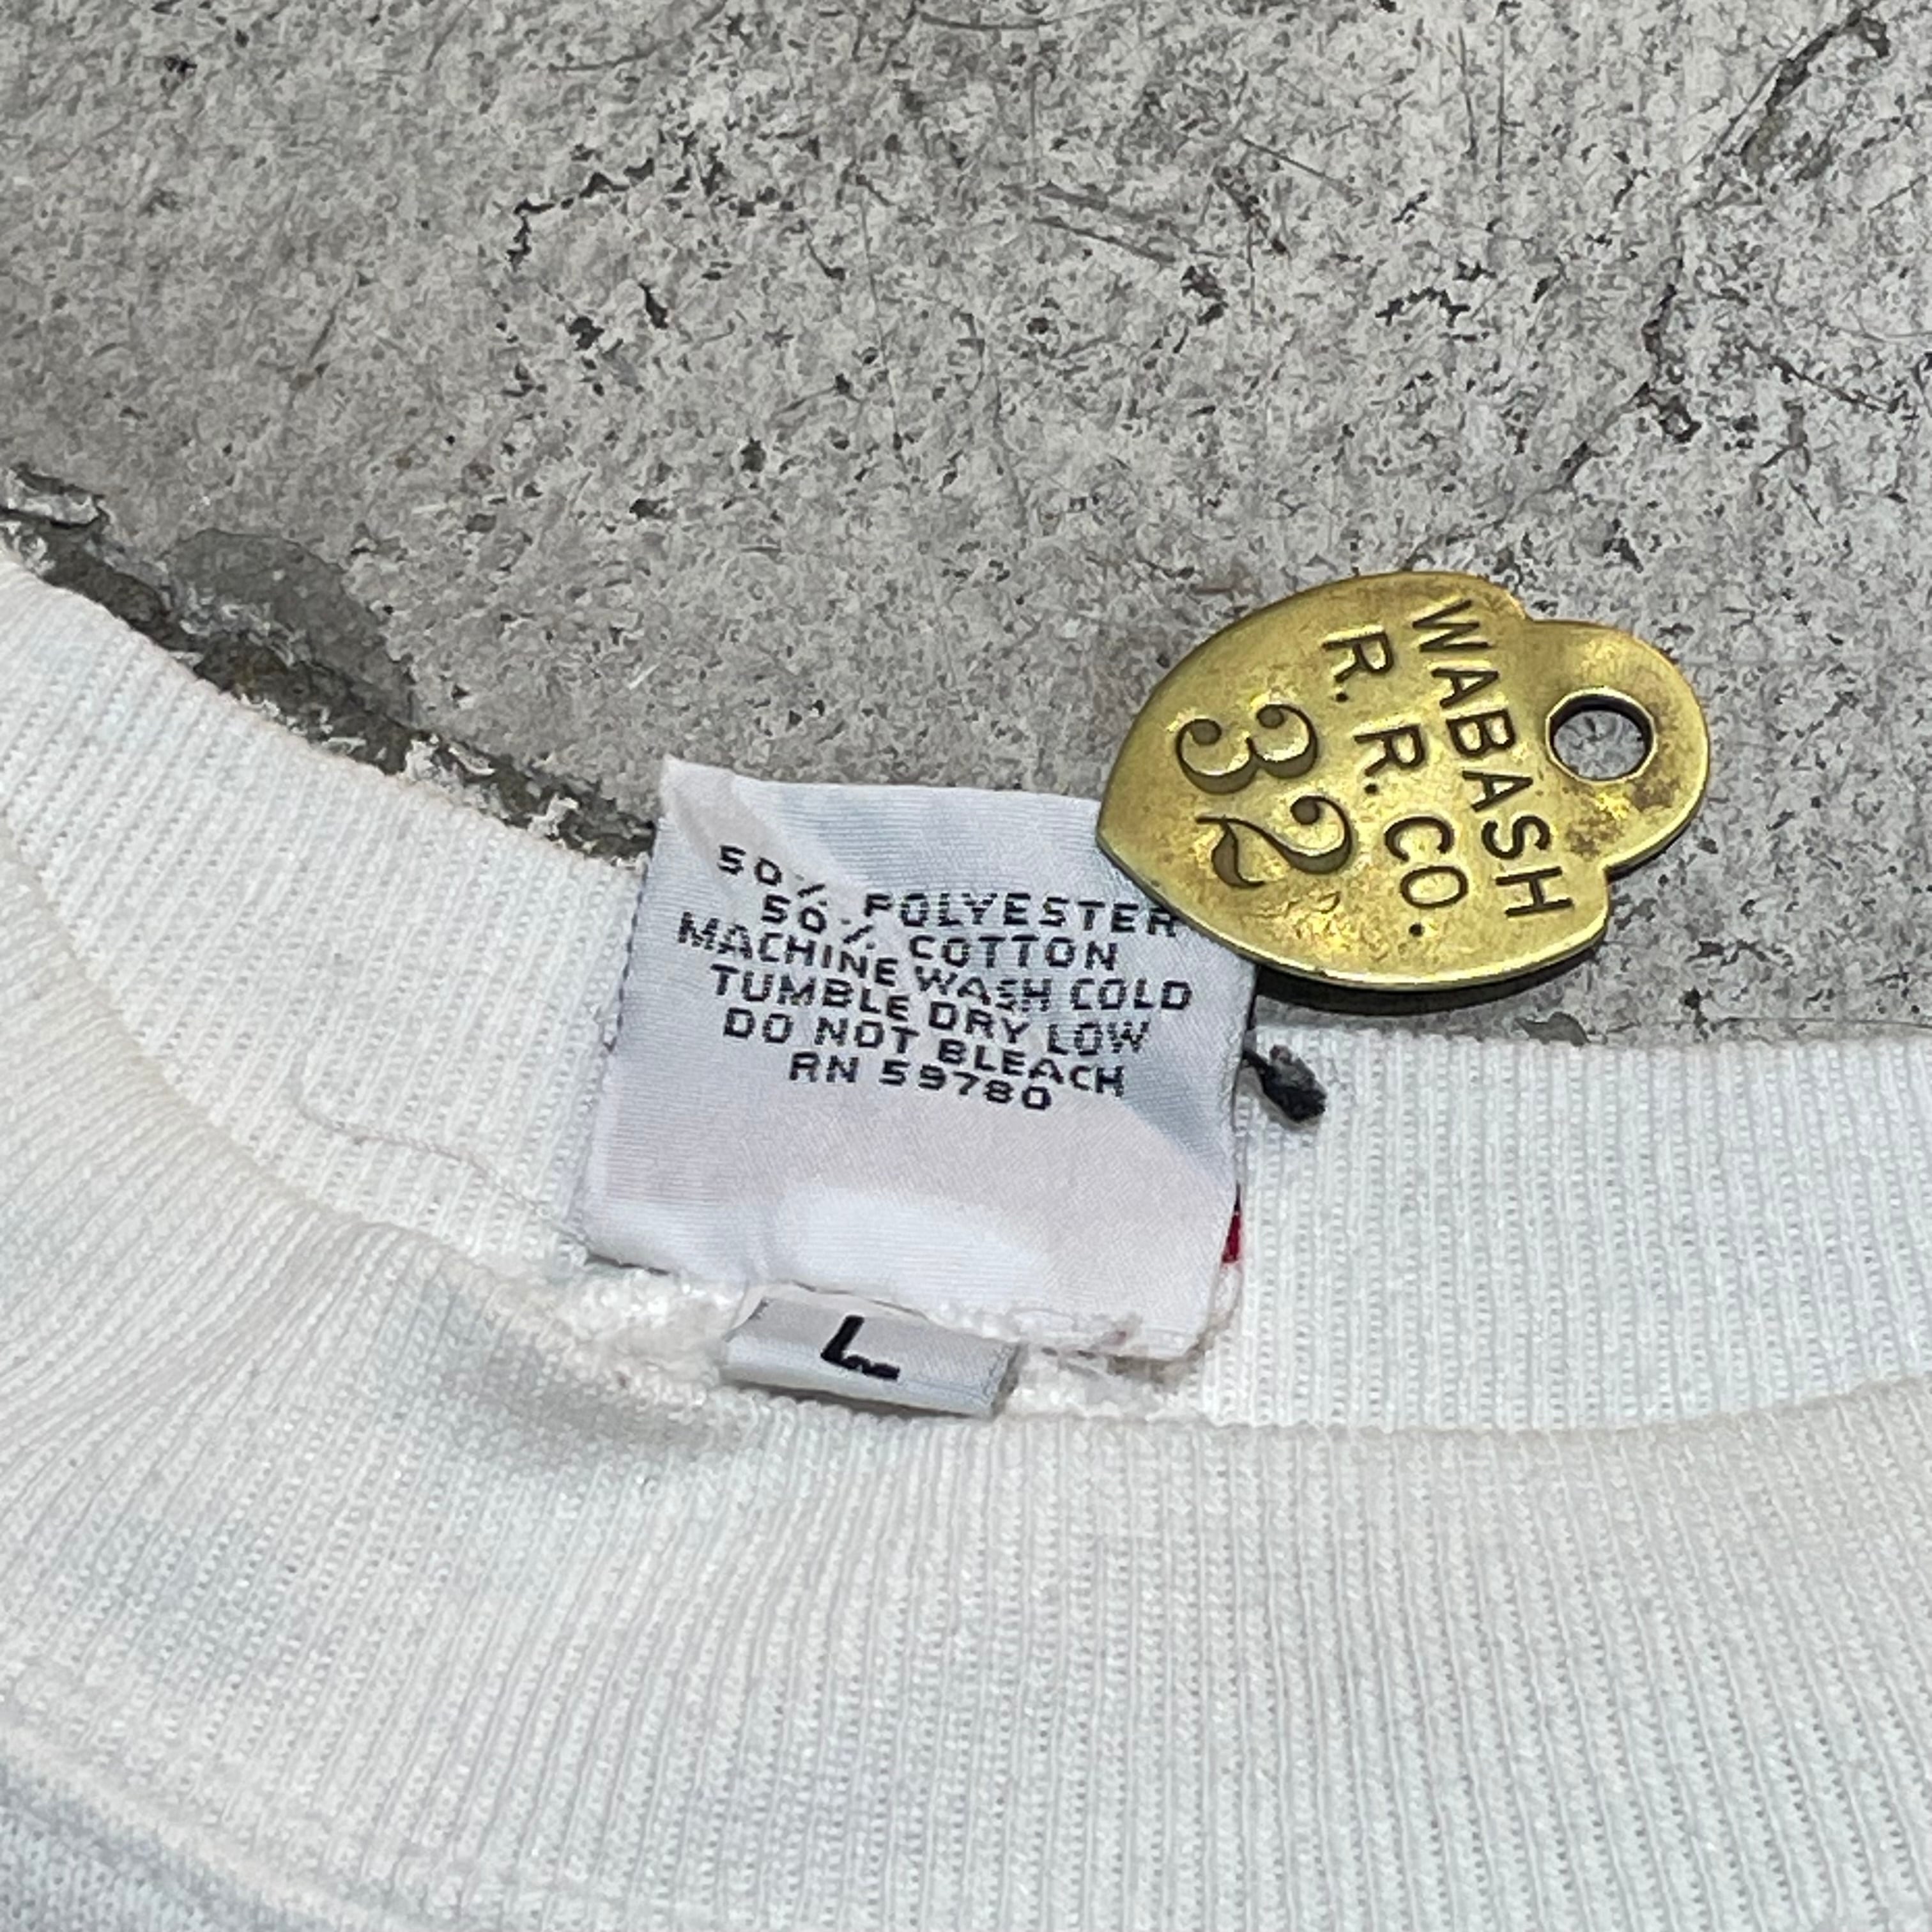 50% POLYESTER
50% COTTON
MACHINE WASH COLD
TUMBLE DRY LOW
DO NOT BLEACH
RN 59780
L
WABASH
R. R. CO.
32